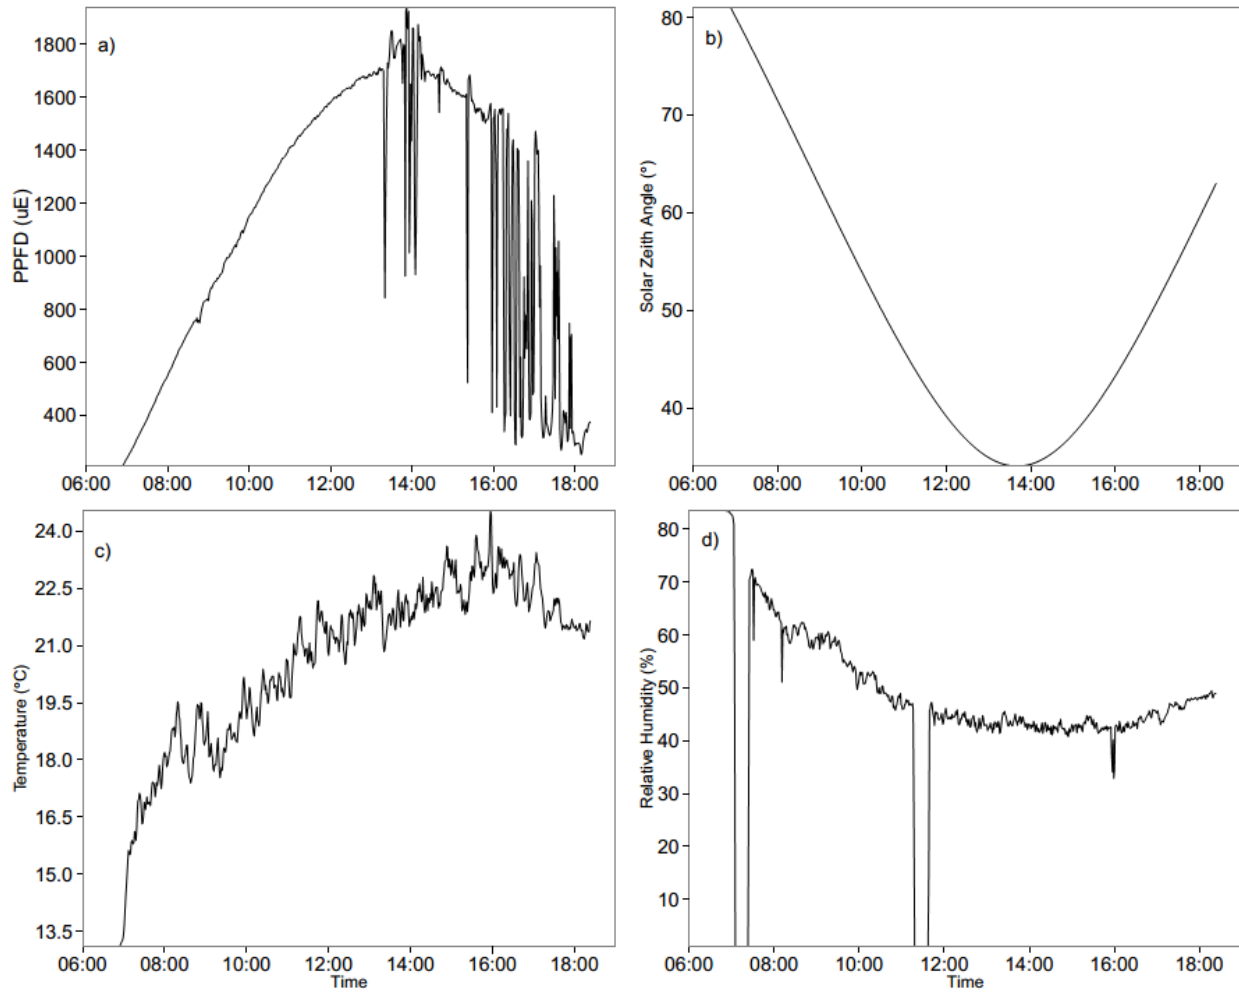 a)
PPFD (uE)
1800
1600
1400
1200
1000
800
600
400
06:00 08:00 10:00 12:00 14:00 16:00 18:00
b)
Solar Zeith Angle (°)
80
70
60
50
40
06:00 08:00 10:00 12:00 14:00 16:00 18:00
c)
Temperature (°C)
24.0
22.5
21.0
19.5
18.0
16.5
15.0
13.5
06:00 08:00 10:00 12:00 14:00 16:00 18:00
Time
d)
Relative Humidity (%)
80
70
60
50
40
30
20
10
06:00 08:00 10:00 12:00 14:00 16:00 18:00
Time